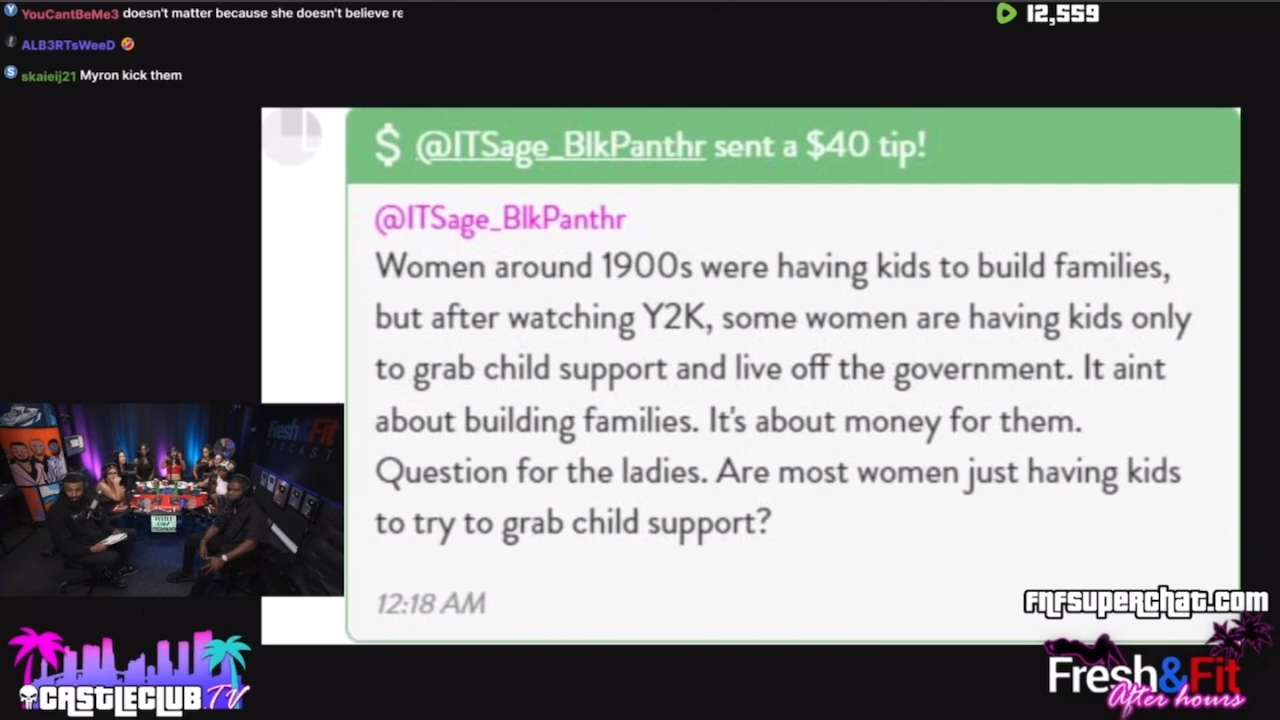 YouCantBeMe3 doesn't matter because she doesn't believe re
ALB3RTsWeeD
skaieij21 Myron kick them
12,559
$ @ITSage_BlkPanthr sent a $40 tip!
@ITSage_BlkPanthr
Women around 1900s were having kids to build families,
but after watching Y2K, some women are having kids only
to grab child support and live off the government. It aint
about building families. It's about money for them.
Question for the ladies. Are most women just having kids
to try to grab child support?
12:18 AM
Fresh&Fit
PODCAST
CASTLECLUB.TV
FNFSUPERCHAT.COM
Fresh&Fit
After hours